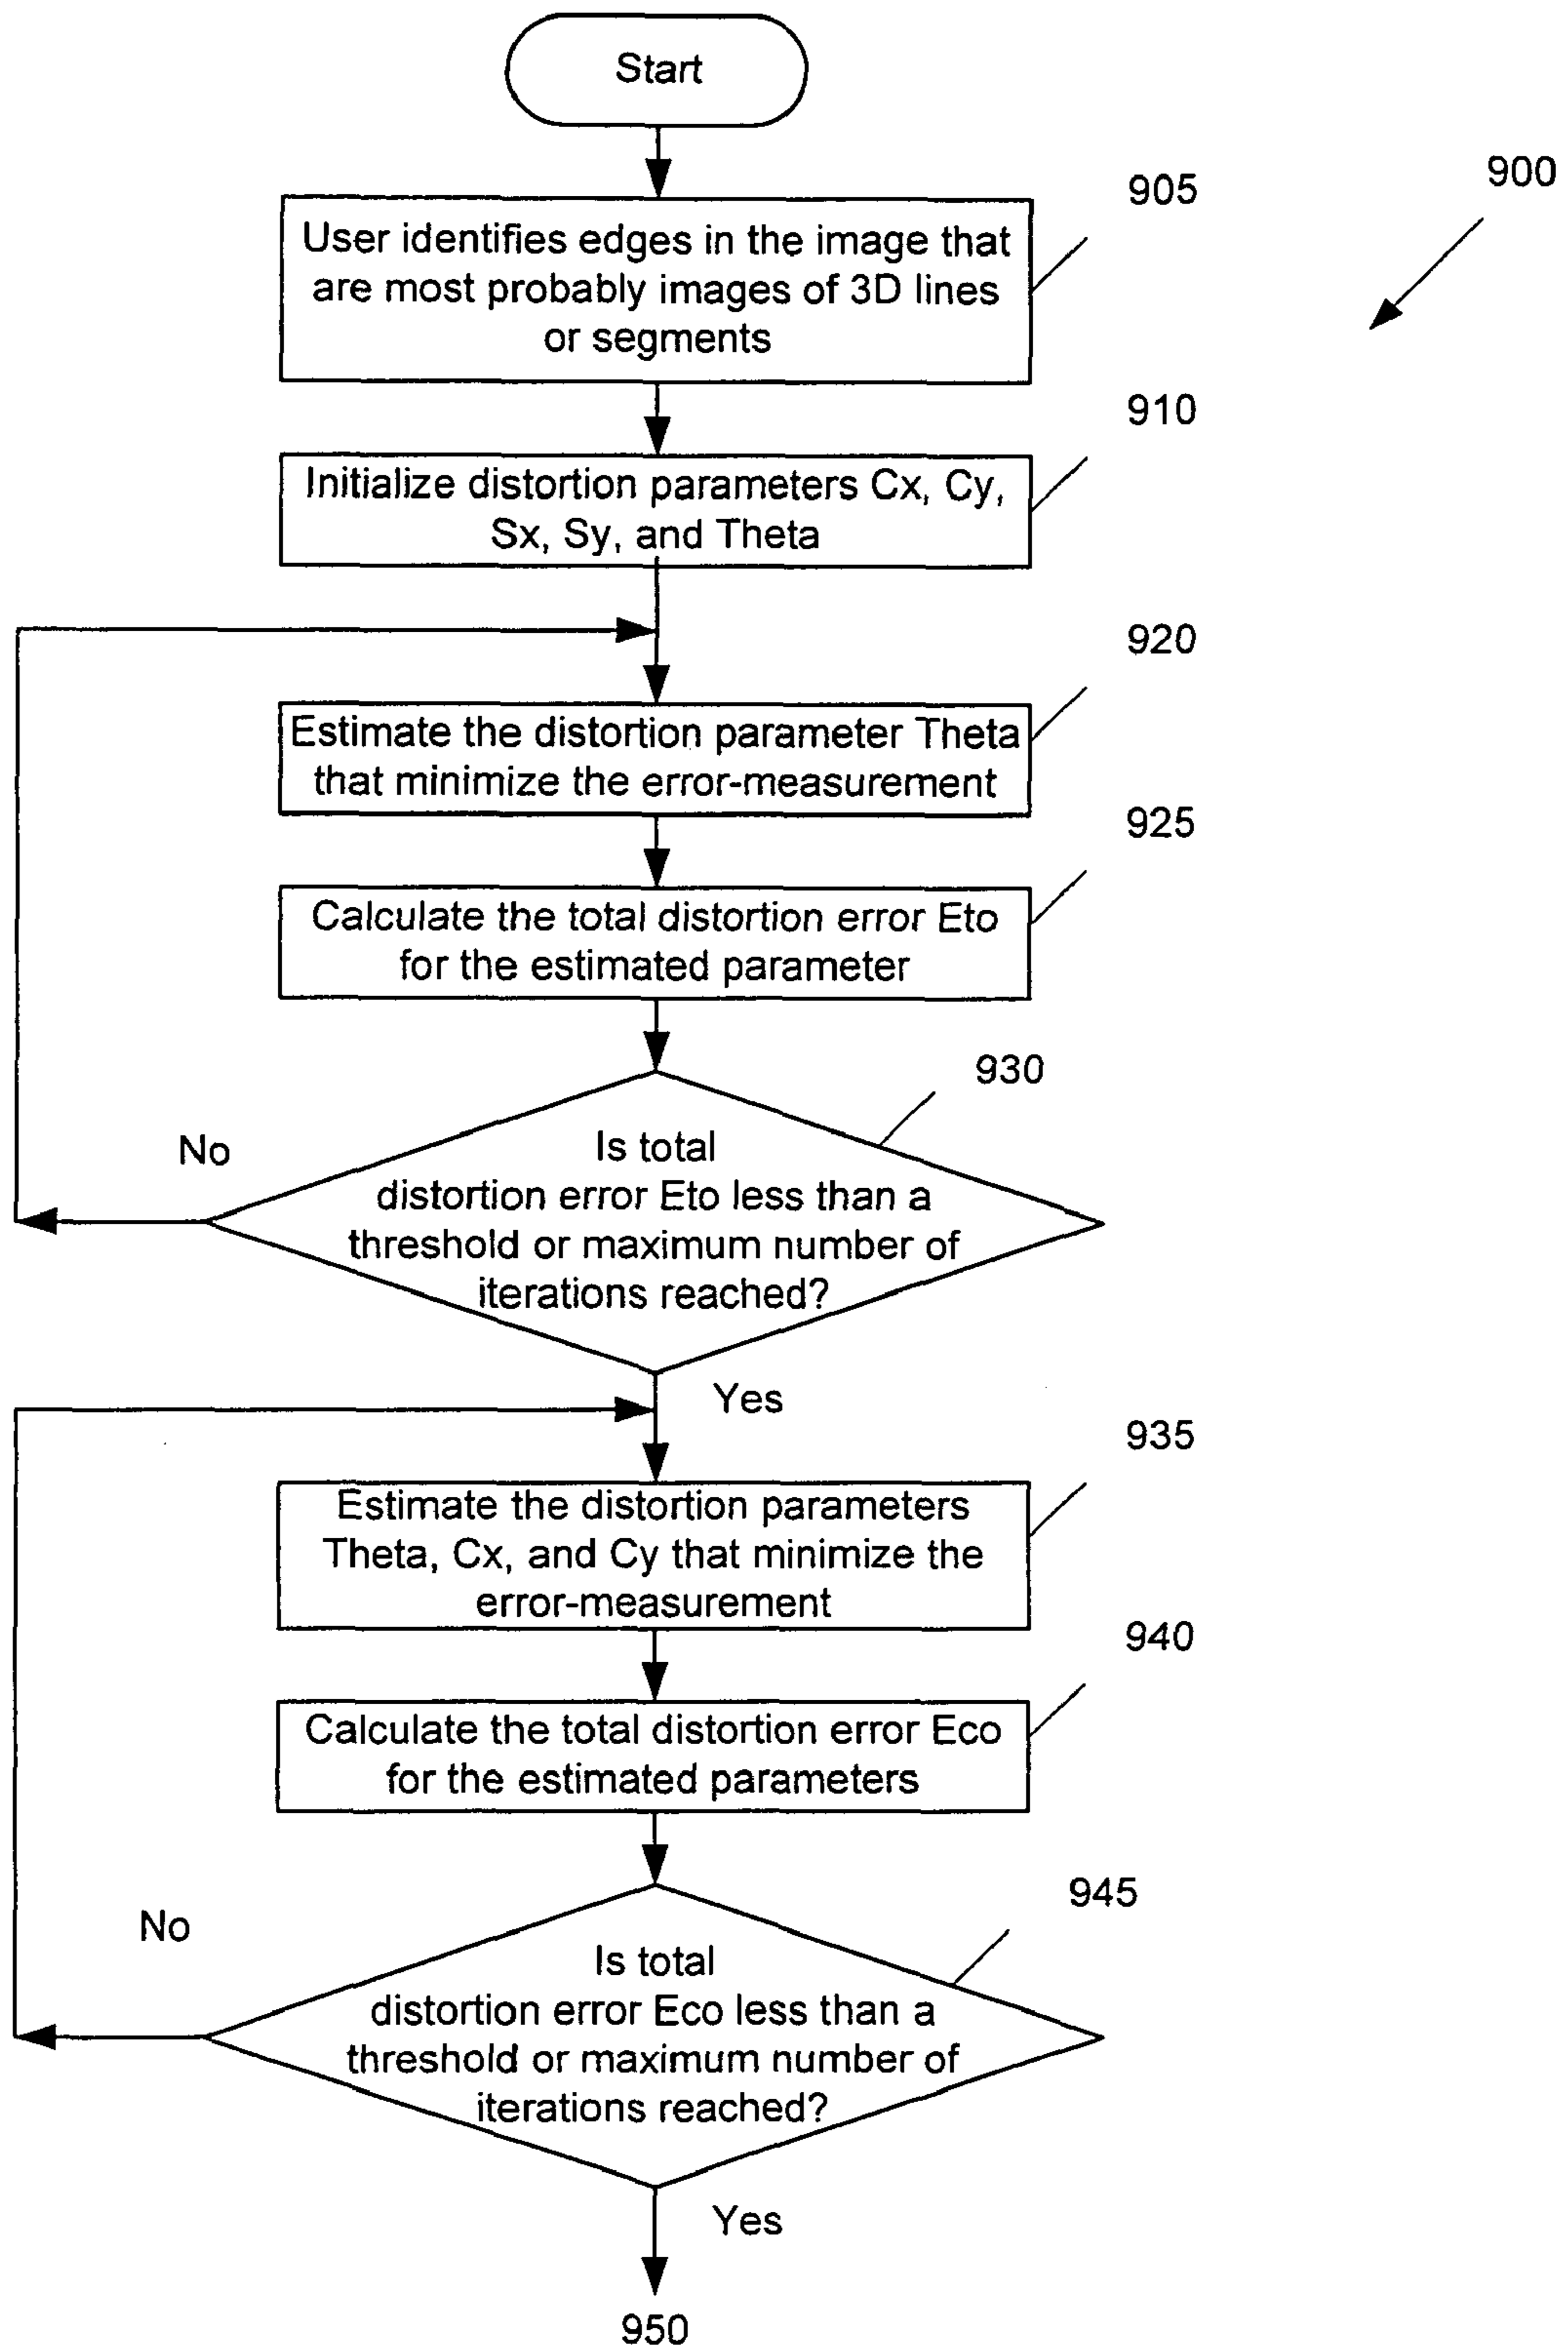 Start
900
905
User identifies edges in the image that
are most probably images of 3D lines
or segments
910
Initialize distortion parameters Cx, Cy,
Sx, Sy, and Theta
920
Estimate the distortion parameter Theta
that minimize the error-measurement
925
Calculate the total distortion error Eto
for the estimated parameter
930
No
Is total
distortion error Eto less than a
threshold or maximum number of
iterations reached?
Yes
935
Estimate the distortion parameters
Theta, Cx, and Cy that minimize the
error-measurement
940
Calculate the total distortion error Eco
for the estimated parameters
945
No
Is total
distortion error Eco less than a
threshold or maximum number of
iterations reached?
Yes
950